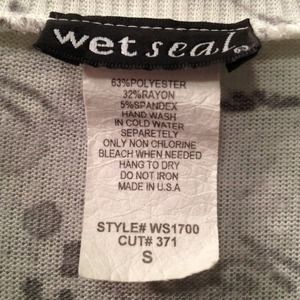 wet seal.
63%POLYESTER
32%RAYON
5%SPANDEX
HAND WASH
IN COLD WATER
SEPARETELY
ONLY NON CHLORINE
BLEACH WHEN NEEDED
HANG TO DRY
DO NOT IRON
MADE IN U.S.A
STYLE# WS1700
CUT# 371
S